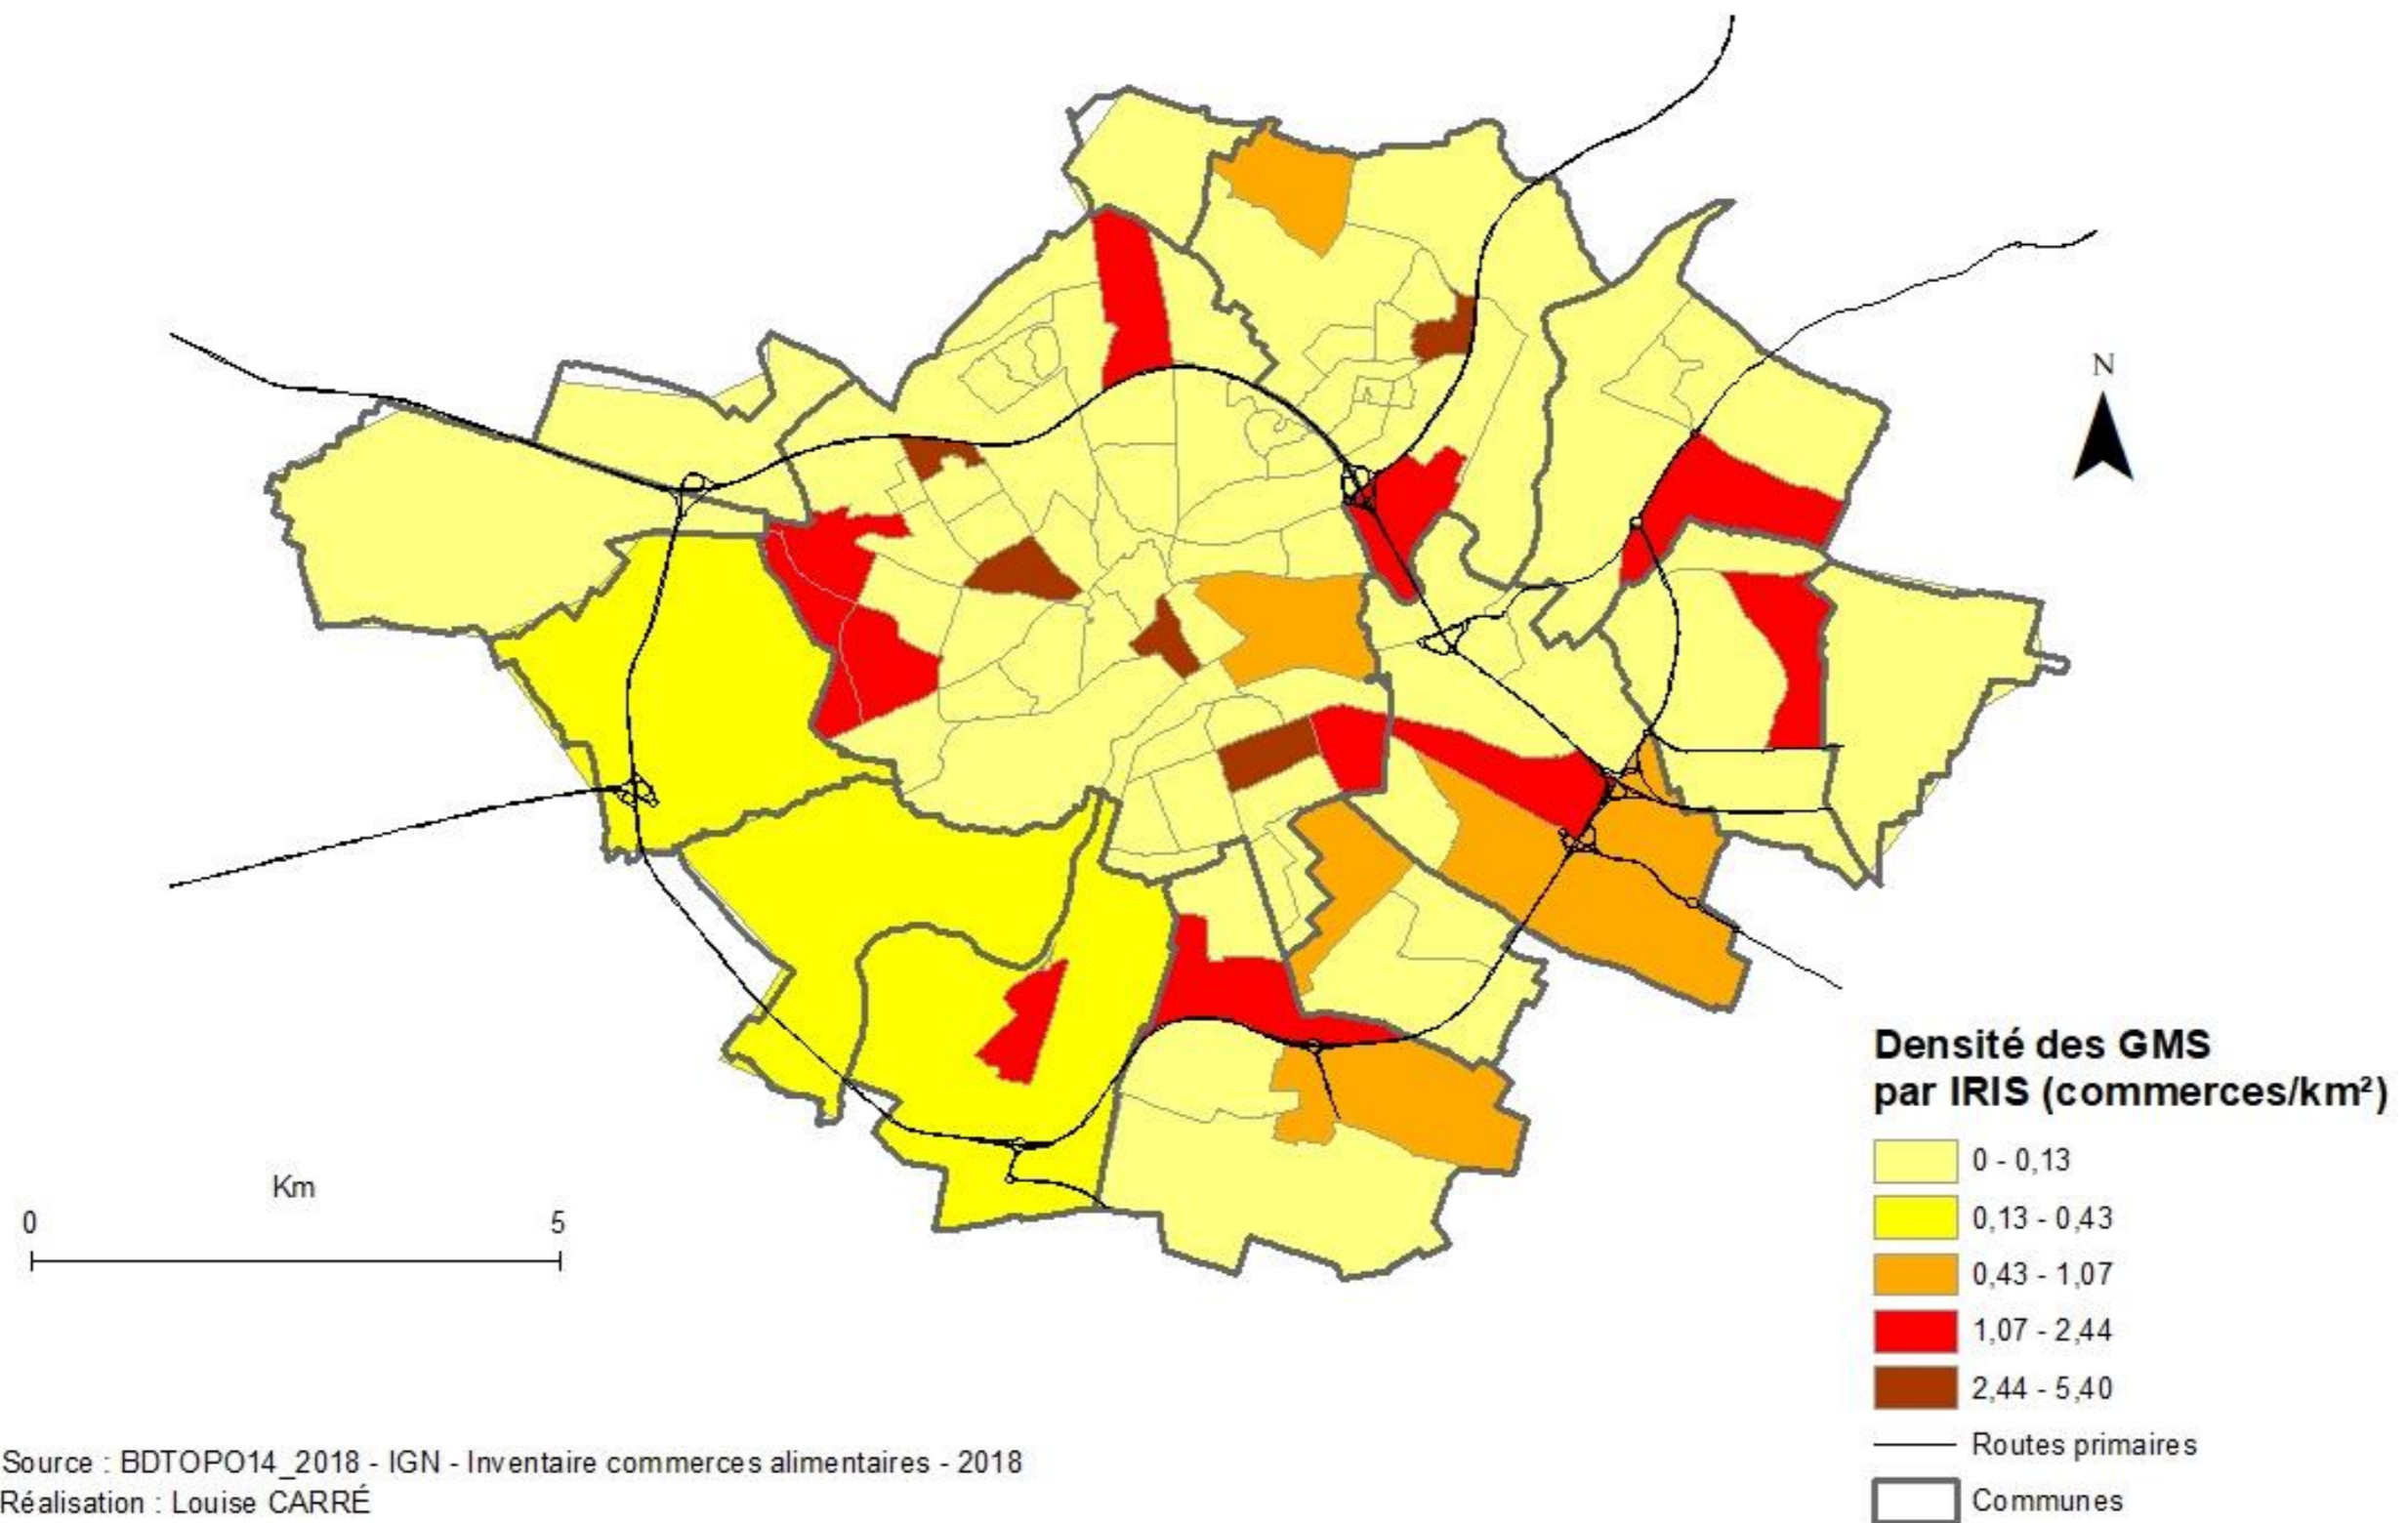 N
Densité des GMS
par IRIS (commerces/km²)
0 - 0,13
0,13 - 0,43
0,43 - 1,07
1,07 - 2,44
2,44 - 5,40
Routes primaires
Communes
Km
0 5
Source : BDTOPO14_2018 - IGN - Inventaire commerces alimentaires - 2018
Réalisation : Louise CARRÉ